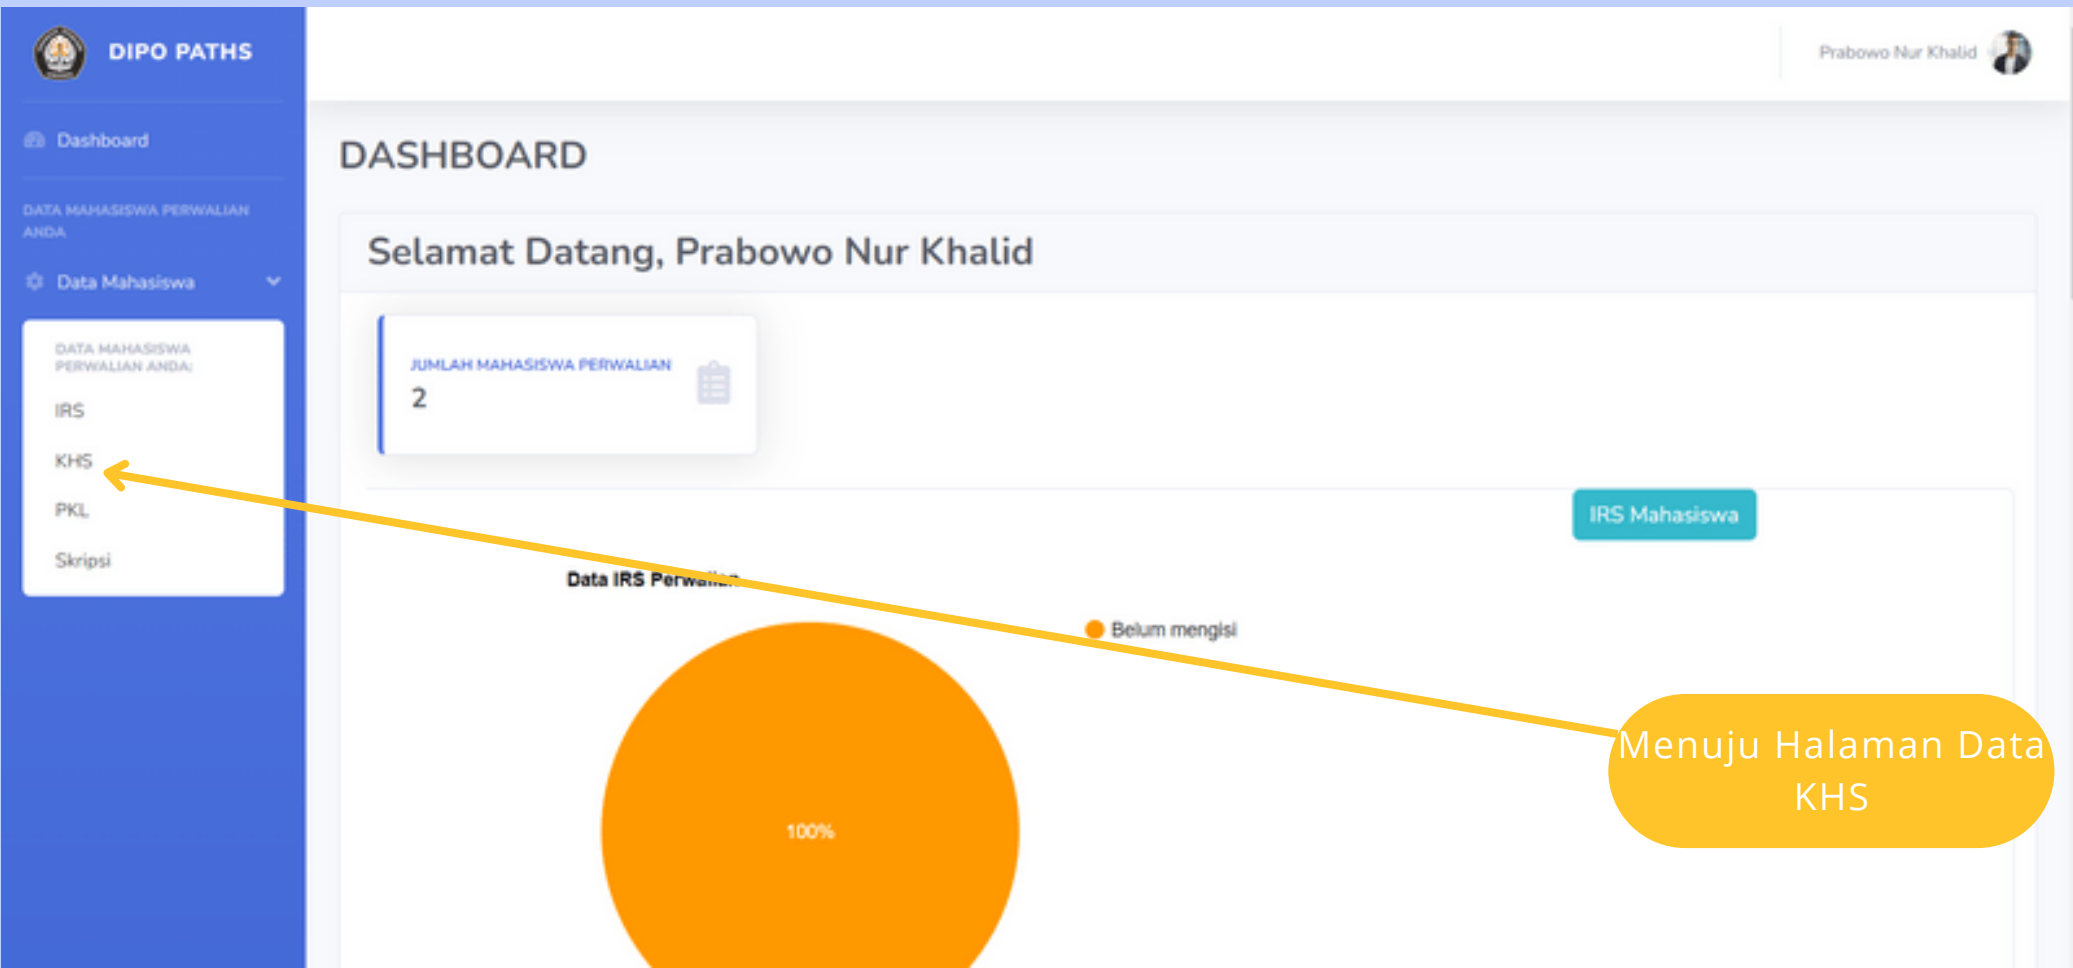 DIPO PATHS
Prabowo Nur Khalid
Dashboard
DASHBOARD
DATA MAHASISWA PERWALIAN
ANDA
Selamat Datang, Prabowo Nur Khalid
Data Mahasiswa
DATA MAHASISWA
PERWALIAN ANDA:
IRS
KHS
PKL
Skripsi
JUMLAH MAHASISWA PERWALIAN
2
IRS Mahasiswa
Data IRS Perwalian
Belum mengisi
100%
Menuju Halaman Data
KHS